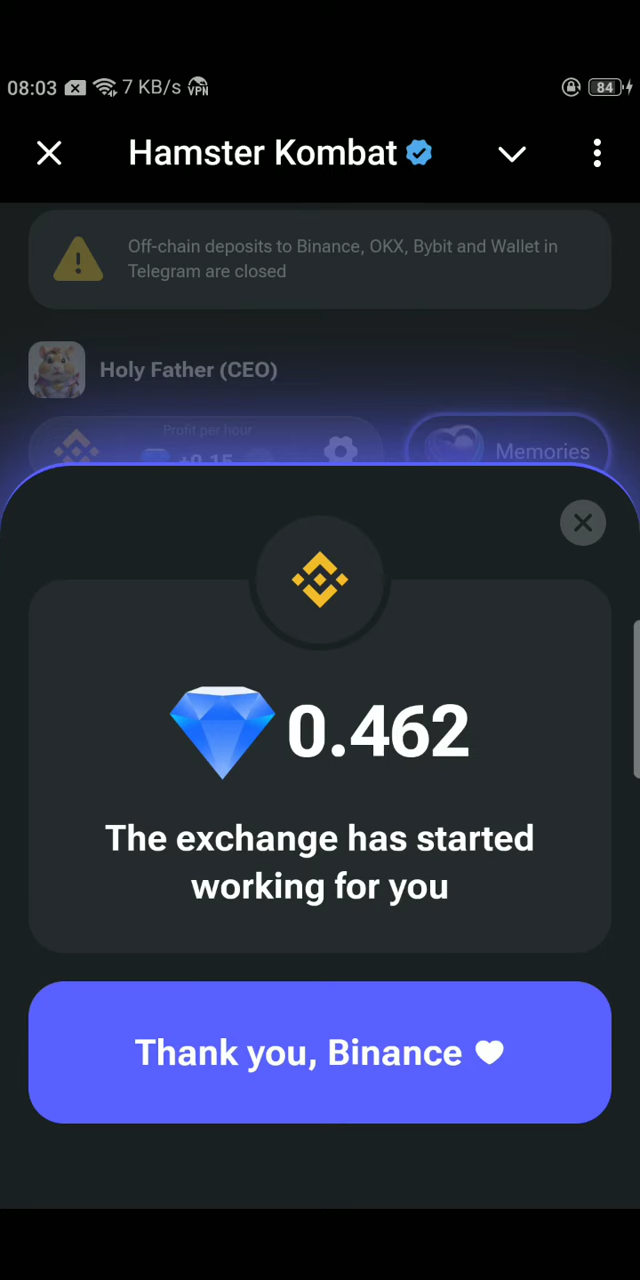 08:03 7 KB/s VPN 84
Hamster Kombat
Off-chain deposits to Binance, OKX, Bybit and Wallet in
Telegram are closed
Holy Father (CEO)
Profit per hour
+0.15
Memories
0.462
The exchange has started
working for you
Thank you, Binance